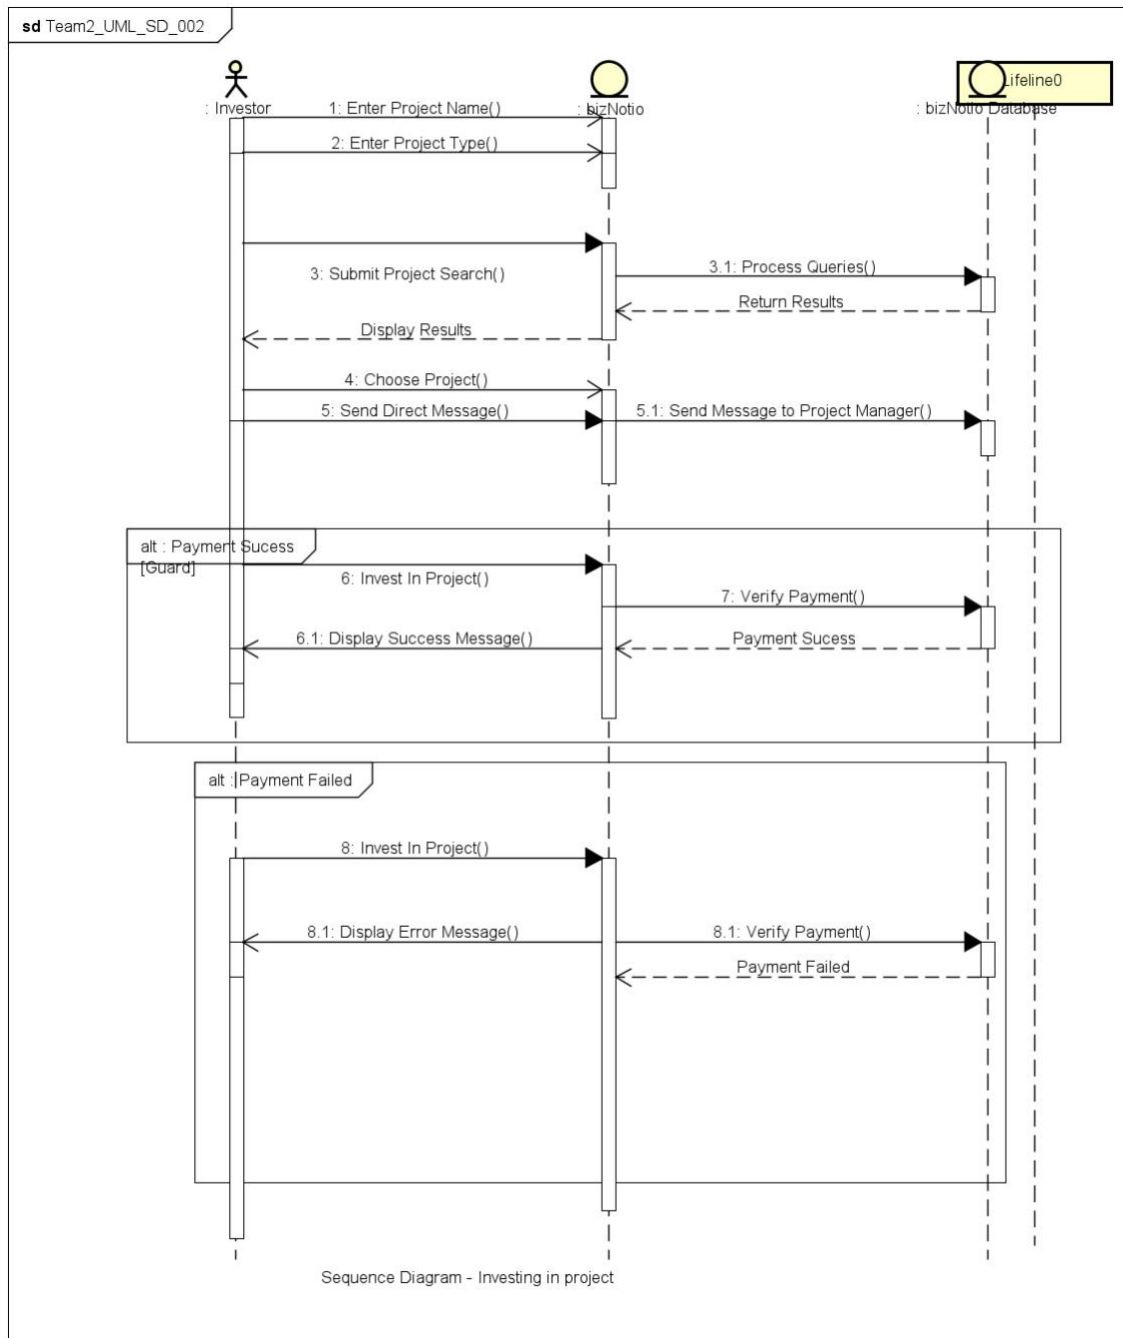 sd Team2_UML_SD_002
Lifeline0
: Investor
: bizNotio
: bizNotio Database
1: Enter Project Name()
2: Enter Project Type()
3: Submit Project Search()
3.1: Process Queries()
Return Results
Display Results
4: Choose Project()
5: Send Direct Message()
5.1: Send Message to Project Manager()
alt : Payment Sucess
[Guard]
6: Invest In Project()
7: Verify Payment()
6.1: Display Success Message()
Payment Sucess
alt : Payment Failed
8: Invest In Project()
8.1: Display Error Message()
8.1: Verify Payment()
Payment Failed
Sequence Diagram - Investing in project